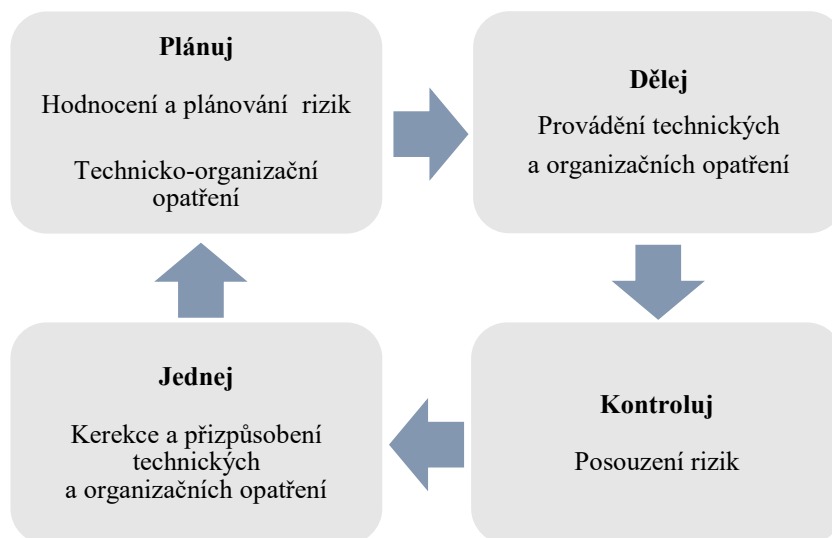 Plánuj
Hodnocení a plánování  rizik
Technicko-organizační
opatření
Dělej
Provádění technických
a organizačních opatření
Kontroluj
Posouzení rizik
Jednej
Kerekce a přizpůsobení
technických
a organizačních opatření